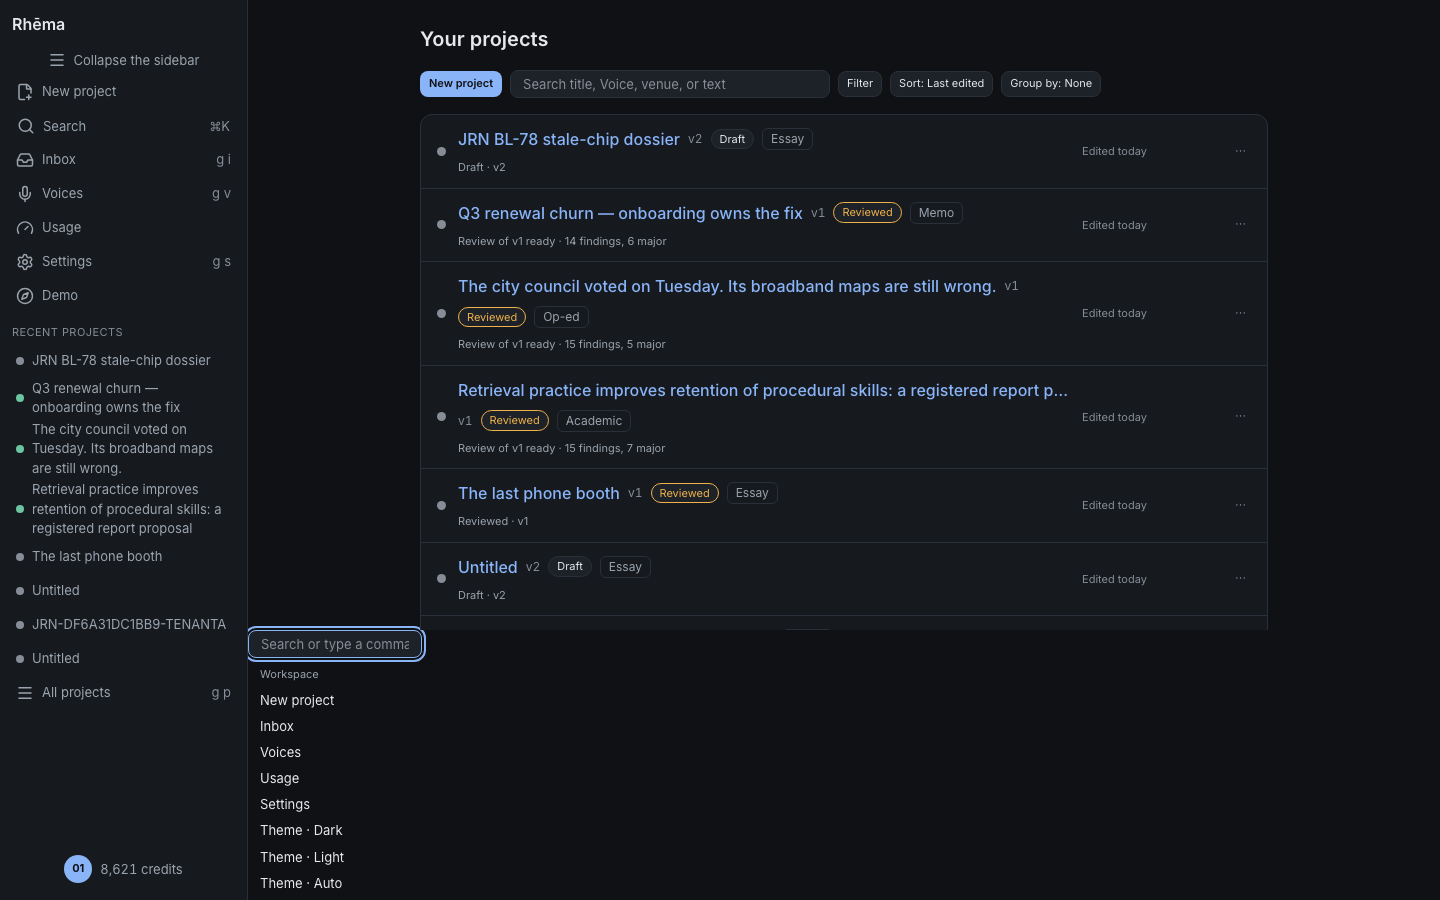 Rhēma
Collapse the sidebar
New project
Search ⌘K
Inbox g i
Voices g v
Usage
Settings g s
Demo
RECENT PROJECTS
JRN BL-78 stale-chip dossier
Q3 renewal churn —
onboarding owns the fix
The city council voted on
Tuesday. Its broadband maps
are still wrong.
Retrieval practice improves
retention of procedural skills: a
registered report proposal
The last phone booth
Untitled
JRN-DF6A31DC1BB9-TENANTA
Untitled
All projects g p
01 8,621 credits
Your projects
New project Search title, Voice, venue, or text Filter Sort: Last edited Group by: None
JRN BL-78 stale-chip dossier v2 Draft Essay
Draft · v2
Edited today ...
Q3 renewal churn — onboarding owns the fix v1 Reviewed Memo
Review of v1 ready · 14 findings, 6 major
Edited today ...
The city council voted on Tuesday. Its broadband maps are still wrong. v1
Reviewed Op-ed
Review of v1 ready · 15 findings, 5 major
Edited today ...
Retrieval practice improves retention of procedural skills: a registered report p...
v1 Reviewed Academic
Review of v1 ready · 15 findings, 7 major
Edited today ...
The last phone booth v1 Reviewed Essay
Reviewed · v1
Edited today ...
Untitled v2 Draft Essay
Draft · v2
Edited today ...
Search or type a comma
Workspace
New project
Inbox
Voices
Usage
Settings
Theme · Dark
Theme · Light
Theme · Auto